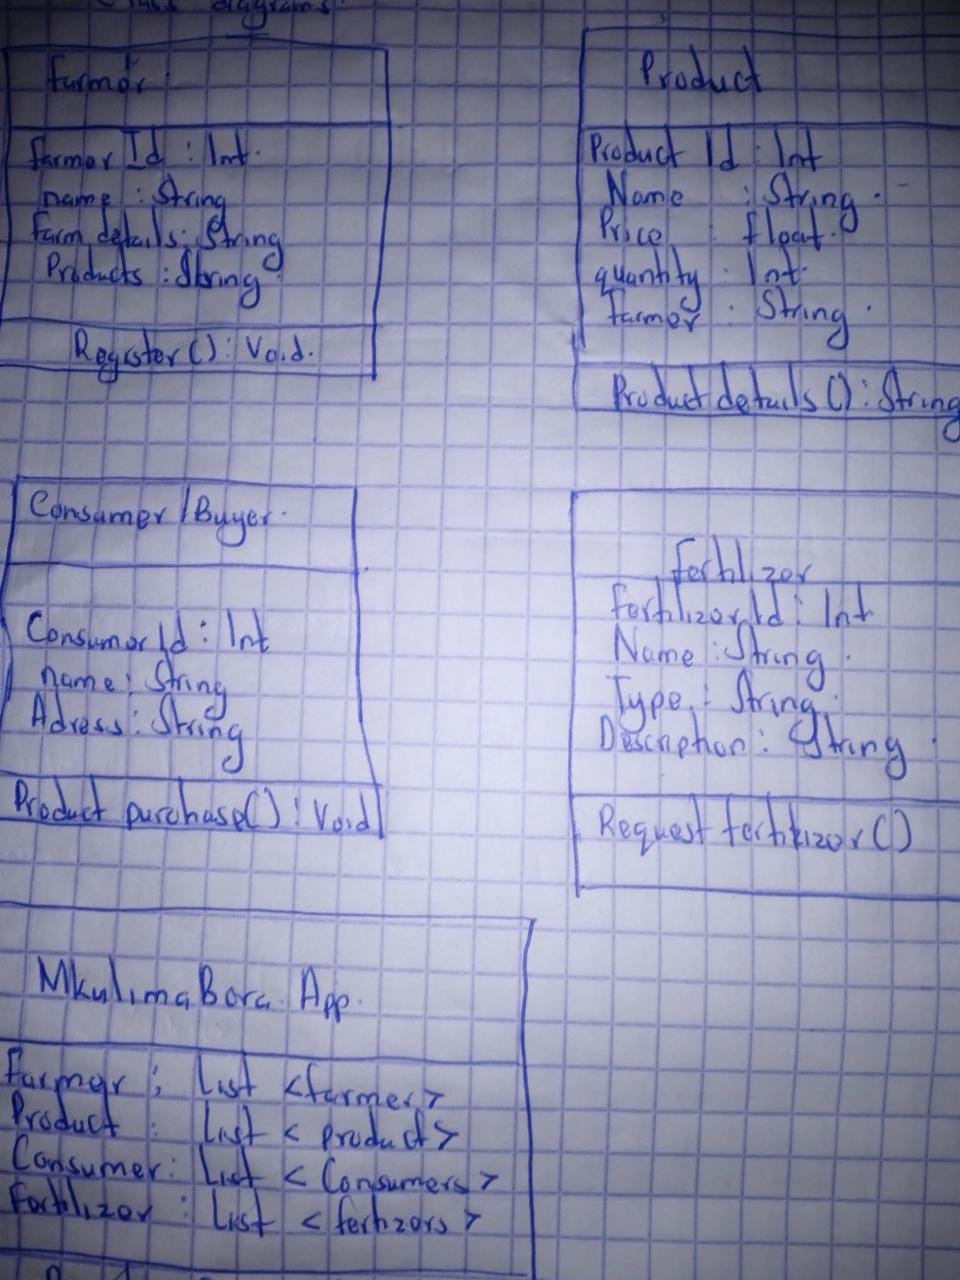 Class diagrams.
Farmer
Farmer Id : Int.
name : String
Farm details: String
Products : String
Register() : Void.
Product
Product Id : Int
Name : String.
Price : float.
quantity : Int.
farmer : String.
Product details() : String
Consumer /Buyer.
Consumer Id : Int
name : String
Adress : String
Product purchase() : Void
Fertilizer
Fertilizer Id : Int
Name : String.
Type : String.
Description : String.
Request fertilizer()
MkulimaBora App.
Farmer : List <farmer>
Product : List < product>
Consumer : List < Consumers >
Fertilizer : List < fertizers >